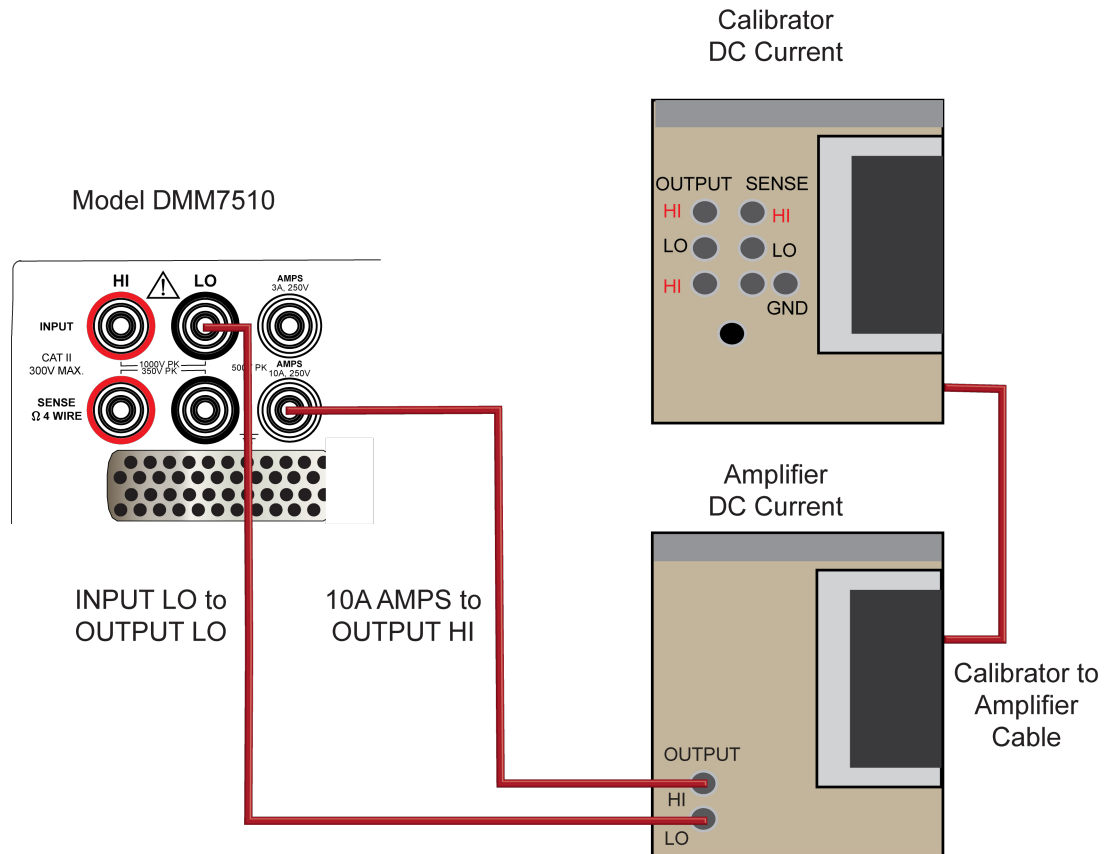 Calibrator
DC Current
Model DMM7510
OUTPUT SENSE
HI HI
LO LO
HI
GND
HI LO AMPS
3A, 250V
INPUT
CAT II
300V MAX.
1000V PK
350V PK
PK
AMPS
10A, 250V
SENSE
Ω 4 WIRE
Amplifier
DC Current
INPUT LO to
OUTPUT LO
10A AMPS to
OUTPUT HI
Calibrator to
Amplifier
Cable
OUTPUT
HI
LO